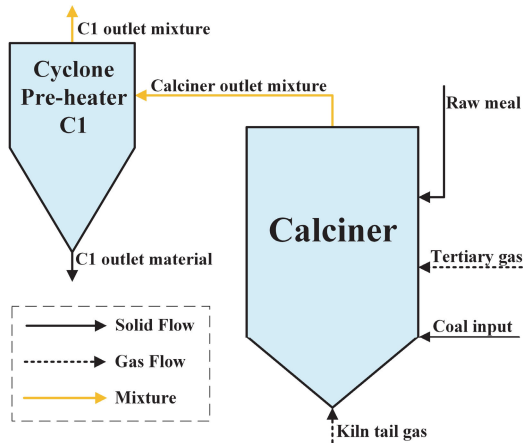 C1 outlet mixture
Cyclone
Pre-heater
C1
Calciner outlet mixture
Raw meal
Calciner
C1 outlet material
Tertiary gas
Solid Flow
Coal input
Gas Flow
Mixture
Kiln tail gas